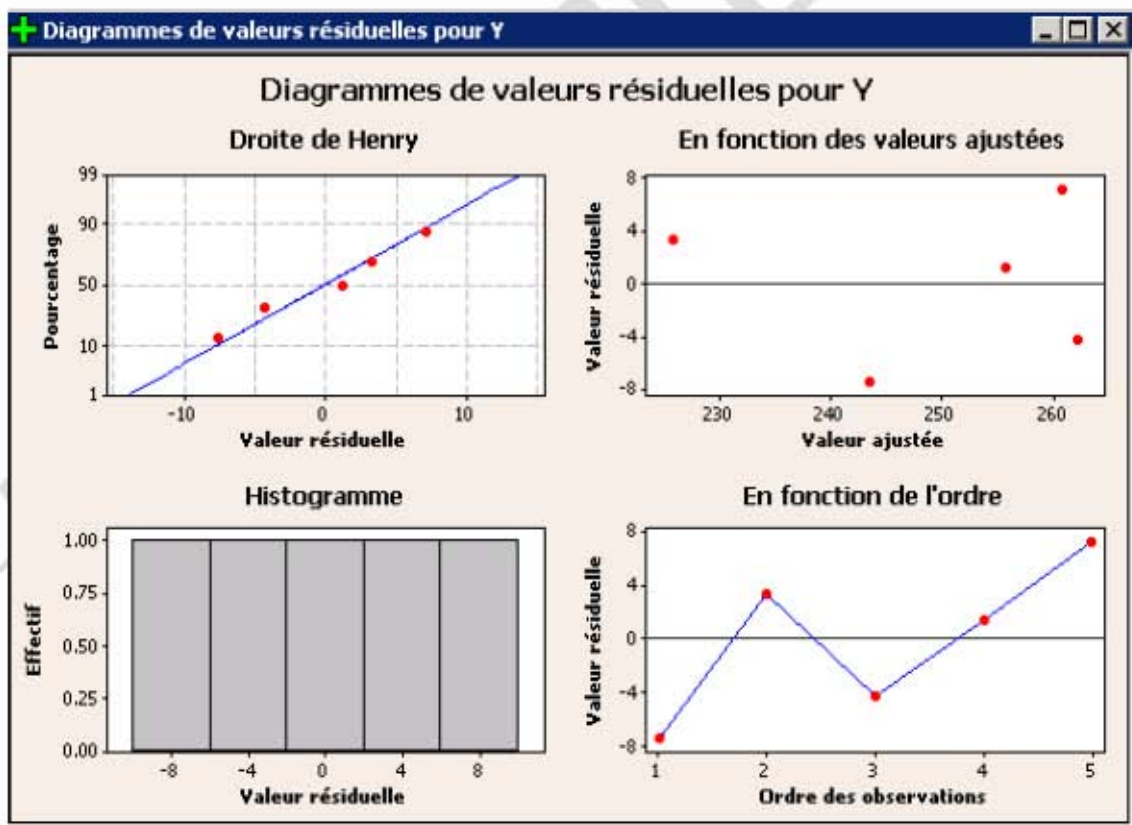 Diagrammes de valeurs résiduelles pour Y
Diagrammes de valeurs résiduelles pour Y
Droite de Henry
99
90
50
10
1
Pourcentage
-10 0 10
Valeur résiduelle
En fonction des valeurs ajustées
8
4
0
-4
-8
Valeur résiduelle
230 240 250 260
Valeur ajustée
Histogramme
1.00
0.75
0.50
0.25
0.00
Effectif
-8 -4 0 4 8
Valeur résiduelle
En fonction de l'ordre
8
4
0
-4
-8
Valeur résiduelle
1 2 3 4 5
Ordre des observations